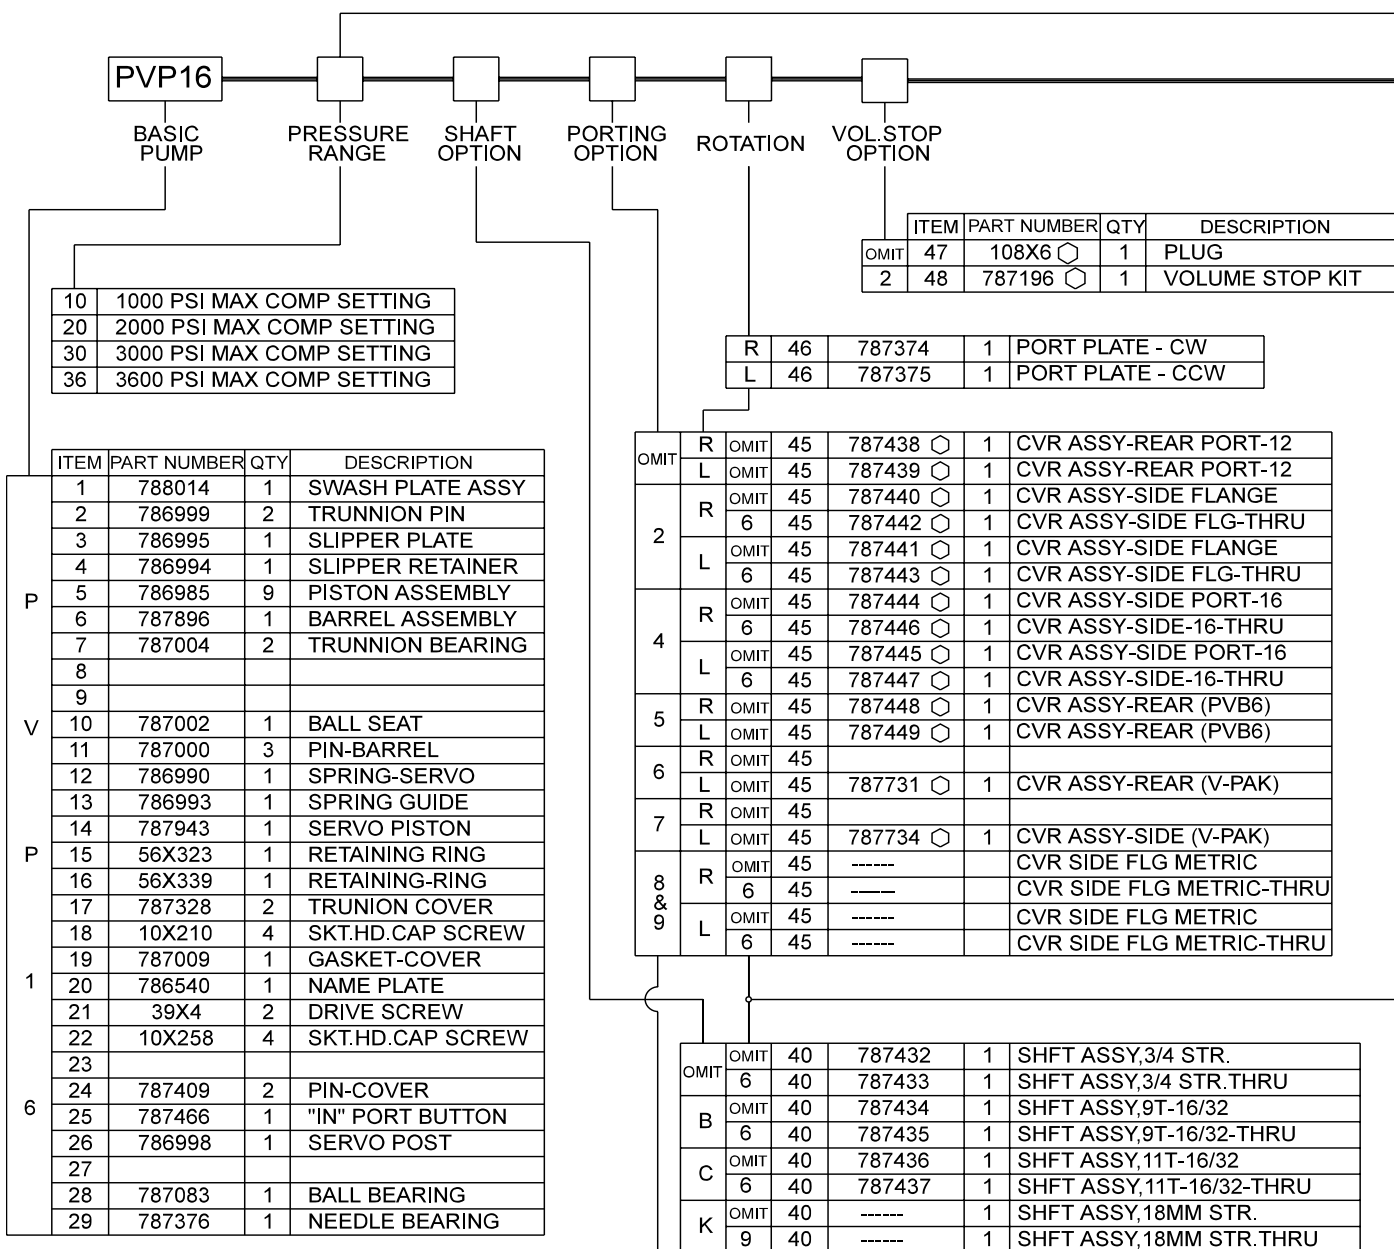 PVP16
BASIC PUMP
PRESSURE RANGE
SHAFT OPTION
PORTING OPTION
ROTATION
VOL.STOP OPTION
ITEM PART NUMBER QTY DESCRIPTION
OMIT 47 108X6 1 PLUG
2 48 787196 1 VOLUME STOP KIT
10 1000 PSI MAX COMP SETTING
20 2000 PSI MAX COMP SETTING
30 3000 PSI MAX COMP SETTING
36 3600 PSI MAX COMP SETTING
R 46 787374 1 PORT PLATE - CW
L 46 787375 1 PORT PLATE - CCW
OMIT R OMIT 45 787438 1 CVR ASSY-REAR PORT-12
L OMIT 45 787439 1 CVR ASSY-REAR PORT-12
2 R OMIT 45 787440 1 CVR ASSY-SIDE FLANGE
6 45 787442 1 CVR ASSY-SIDE FLG-THRU
L OMIT 45 787441 1 CVR ASSY-SIDE FLANGE
6 45 787443 1 CVR ASSY-SIDE FLG-THRU
4 R OMIT 45 787444 1 CVR ASSY-SIDE PORT-16
6 45 787446 1 CVR ASSY-SIDE-16-THRU
L OMIT 45 787445 1 CVR ASSY-SIDE PORT-16
6 45 787447 1 CVR ASSY-SIDE-16-THRU
5 R OMIT 45 787448 1 CVR ASSY-REAR (PVB6)
L OMIT 45 787449 1 CVR ASSY-REAR (PVB6)
6 R OMIT 45
L OMIT 45 787731 1 CVR ASSY-REAR (V-PAK)
7 R OMIT 45
L OMIT 45 787734 1 CVR ASSY-SIDE (V-PAK)
8 & 9 R OMIT 45 ------ CVR SIDE FLG METRIC
6 45 ------ CVR SIDE FLG METRIC-THRU
L OMIT 45 ------ CVR SIDE FLG METRIC
6 45 ------ CVR SIDE FLG METRIC-THRU
P V P 1 6
ITEM PART NUMBER QTY DESCRIPTION
1 788014 1 SWASH PLATE ASSY
2 786999 2 TRUNNION PIN
3 786995 1 SLIPPER PLATE
4 786994 1 SLIPPER RETAINER
5 786985 9 PISTON ASSEMBLY
6 787896 1 BARREL ASSEMBLY
7 787004 2 TRUNNION BEARING
8
9
10 787002 1 BALL SEAT
11 787000 3 PIN-BARREL
12 786990 1 SPRING-SERVO
13 786993 1 SPRING GUIDE
14 787943 1 SERVO PISTON
15 56X323 1 RETAINING RING
16 56X339 1 RETAINING-RING
17 787328 2 TRUNION COVER
18 10X210 4 SKT.HD.CAP SCREW
19 787009 1 GASKET-COVER
20 786540 1 NAME PLATE
21 39X4 2 DRIVE SCREW
22 10X258 4 SKT.HD.CAP SCREW
23
24 787409 2 PIN-COVER
25 787466 1 "IN" PORT BUTTON
26 786998 1 SERVO POST
27
28 787083 1 BALL BEARING
29 787376 1 NEEDLE BEARING
OMIT OMIT 40 787432 1 SHFT ASSY,3/4 STR.
6 40 787433 1 SHFT ASSY,3/4 STR.THRU
B OMIT 40 787434 1 SHFT ASSY,9T-16/32
6 40 787435 1 SHFT ASSY,9T-16/32-THRU
C OMIT 40 787436 1 SHFT ASSY,11T-16/32
6 40 787437 1 SHFT ASSY,11T-16/32-THRU
K OMIT 40 ------ 1 SHFT ASSY,18MM STR.
9 40 ------ 1 SHFT ASSY,18MM STR.THRU